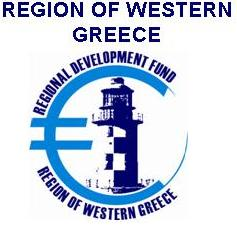 REGION OF WESTERN
GREECE
REGIONAL DEVELOPMENT FUND
REGION OF WESTERN GREECE